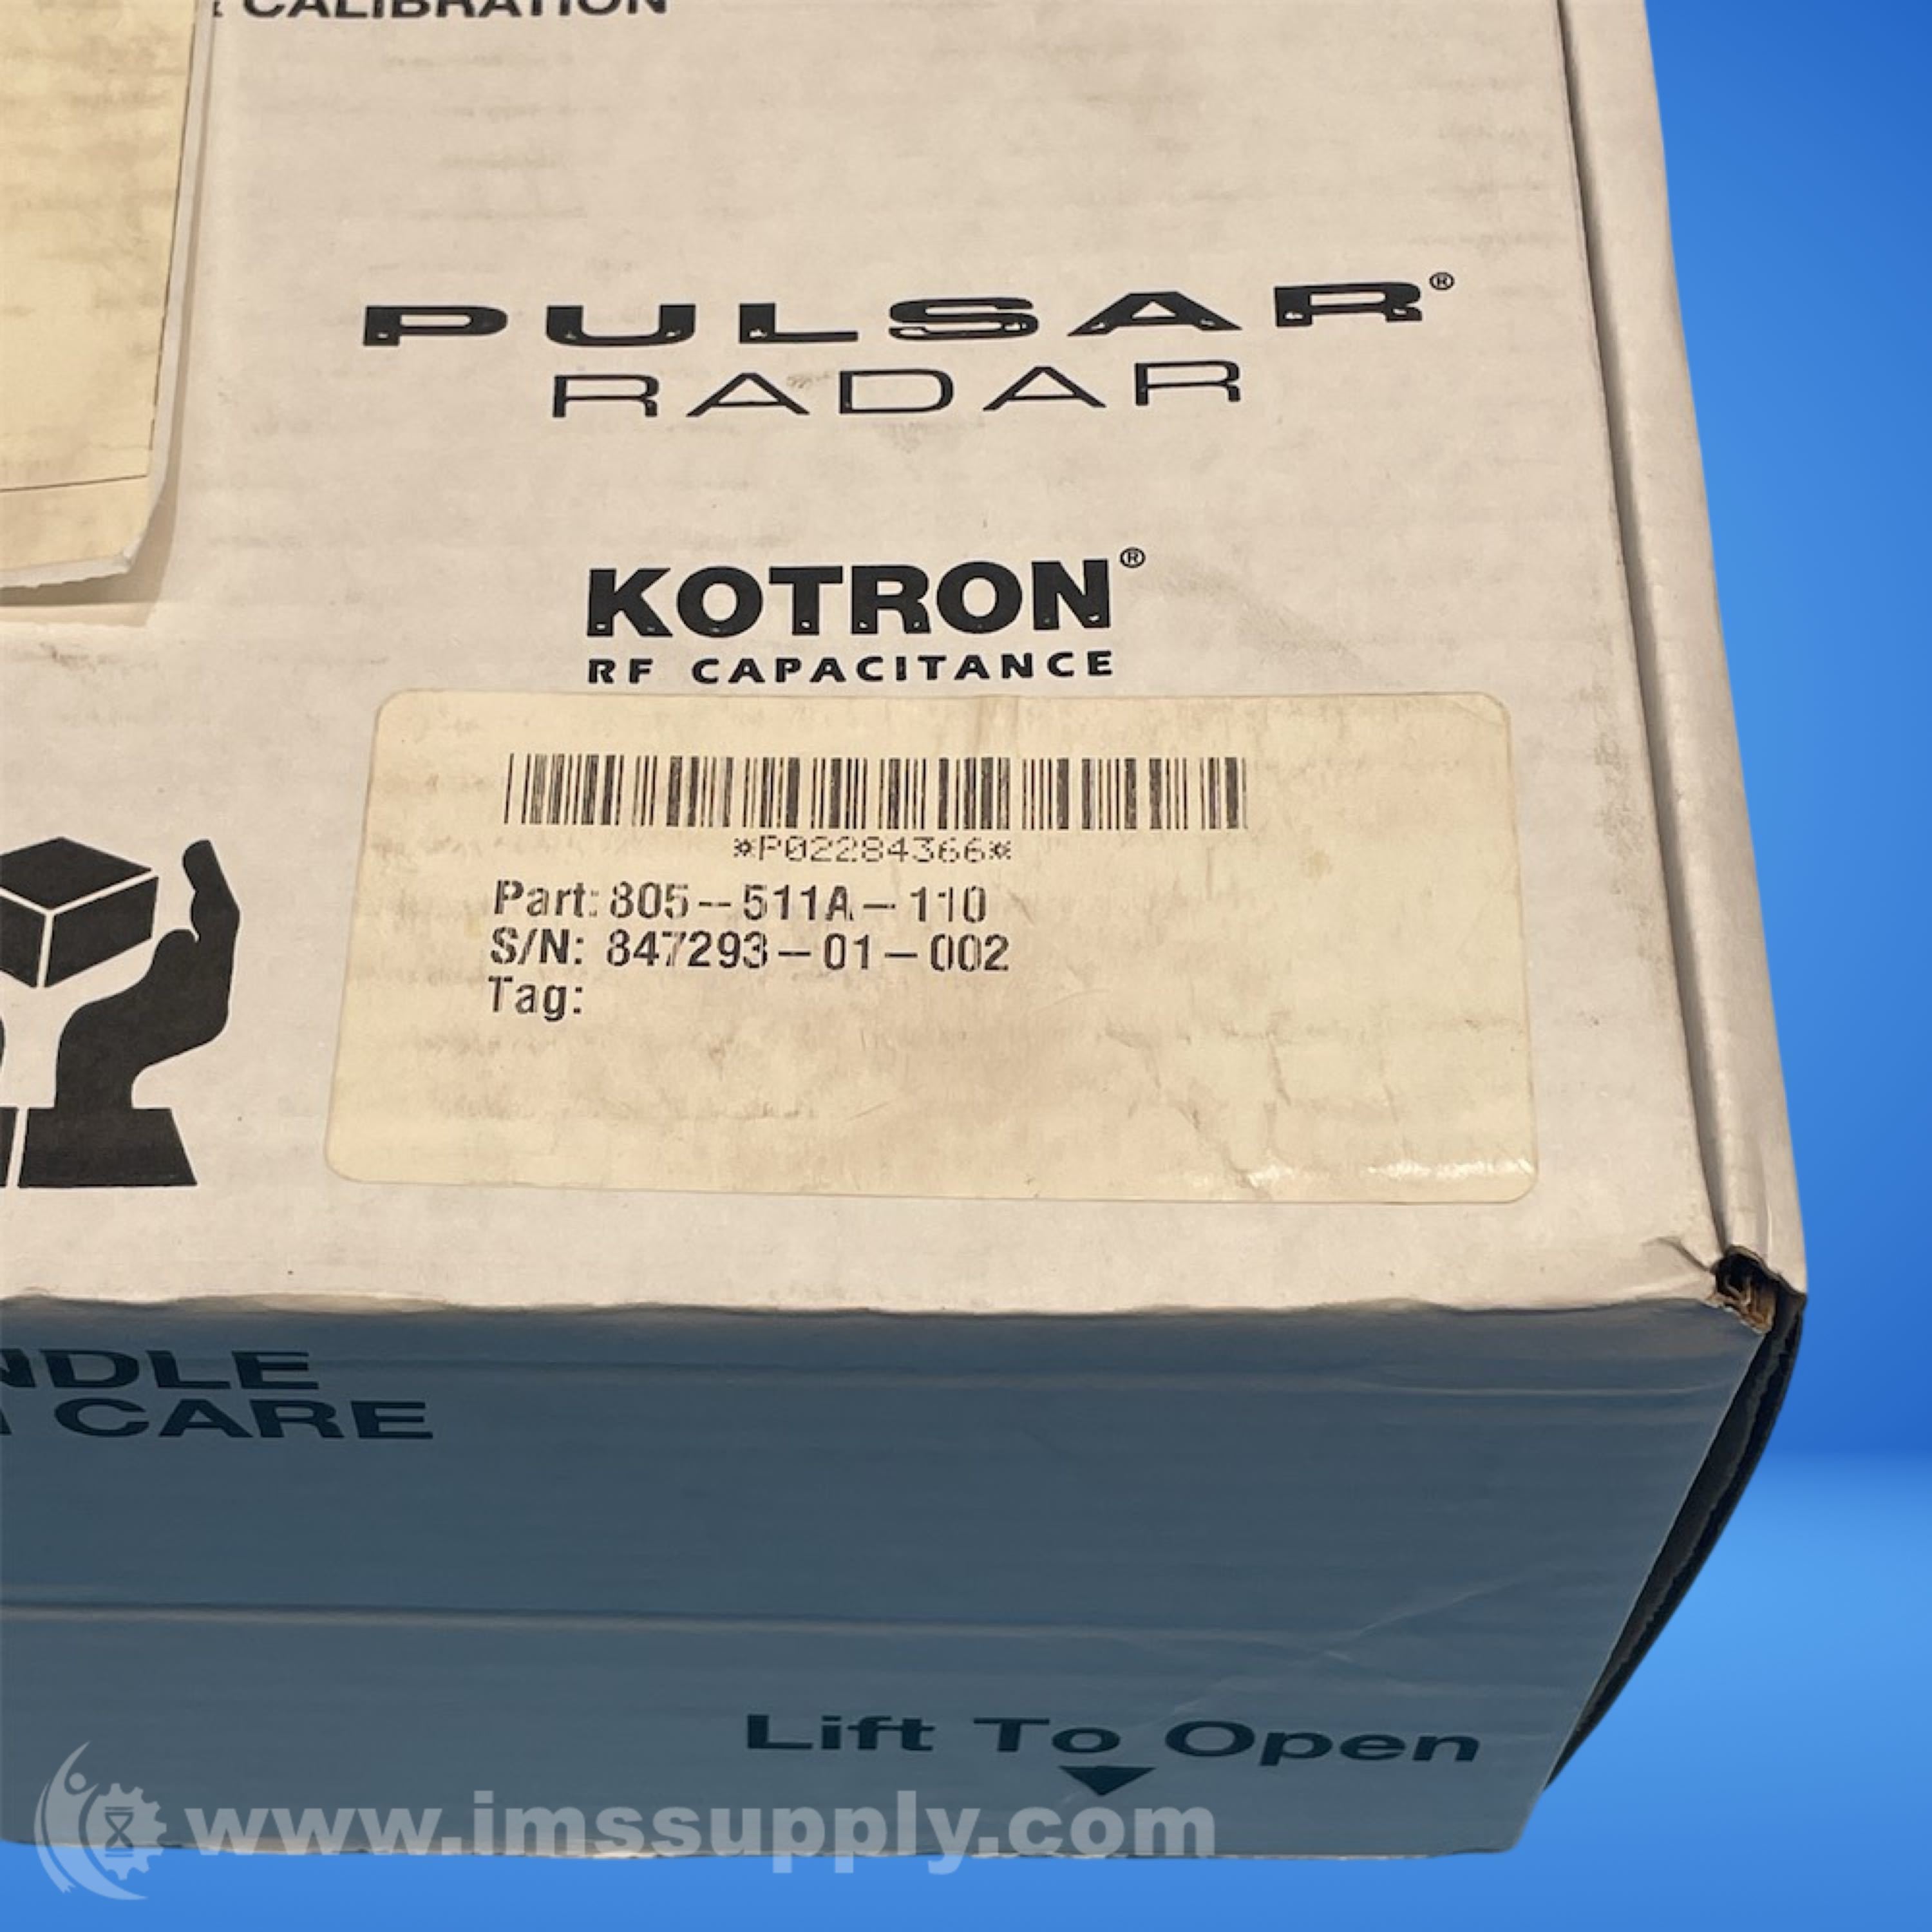 CALIBRATION
PULSAR®
RADAR
KOTRON®
RF CAPACITANCE
*P02284366*
Part: 805-511A-110
S/N: 847293-01-002
Tag:
NDLE
CARE
Lift To Open
www.imssupply.com